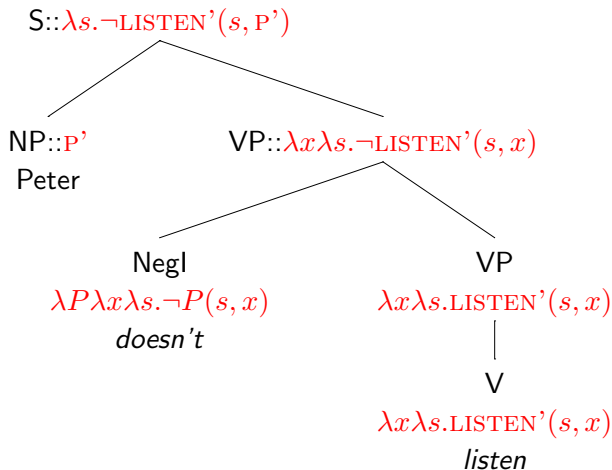 S::λs.¬LISTEN’(s, P’)
NP::P’ VP::λxλs.¬LISTEN’(s, x)
Peter
NegI VP
λPλxλs.¬P(s, x) λxλs.LISTEN’(s, x)
doesn't
V
λxλs.LISTEN’(s, x)
listen